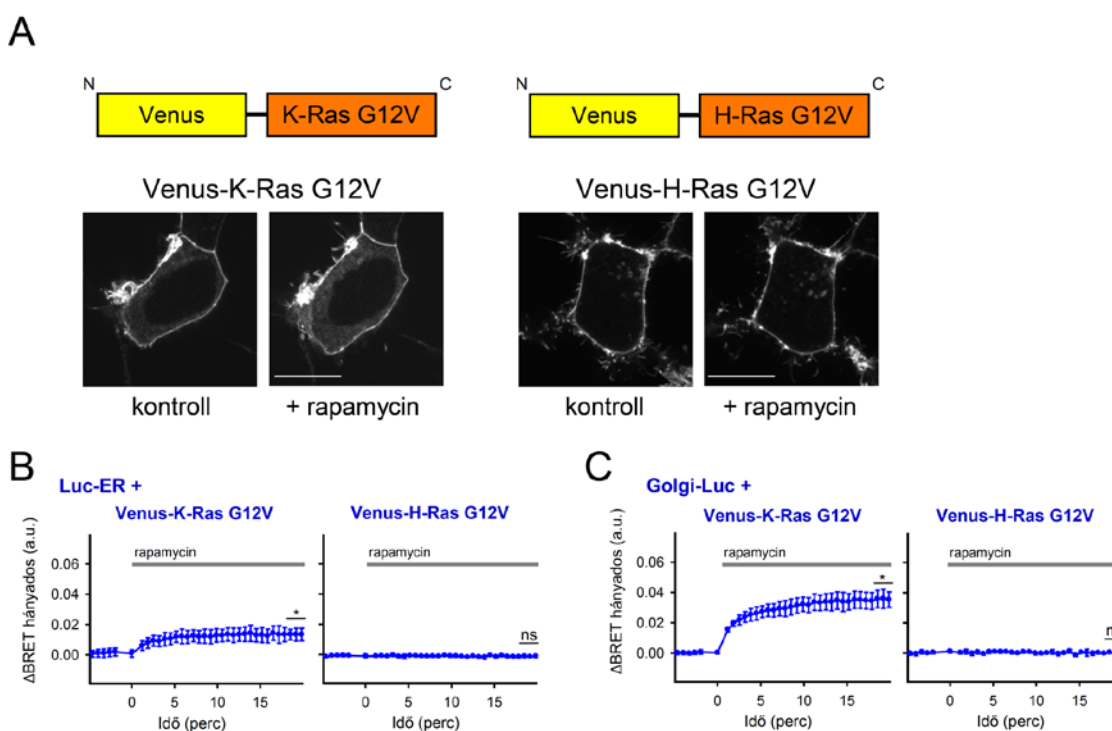 A
N C
Venus K-Ras G12V
N C
Venus H-Ras G12V
Venus-K-Ras G12V
Venus-H-Ras G12V
kontroll + rapamycin
kontroll + rapamycin
B
Luc-ER +
Venus-K-Ras G12V
Venus-H-Ras G12V
ΔBRET hányados (a.u.)
rapamycin
rapamycin
0.06
0.04
0.02
0.00
*
ns
0 5 10 15
0 5 10 15
Idő (perc)
Idő (perc)
C
Golgi-Luc +
Venus-K-Ras G12V
Venus-H-Ras G12V
ΔBRET hányados (a.u.)
rapamycin
rapamycin
0.06
0.04
0.02
0.00
*
0 5 10 15
0 5 10 15
Idő (perc)
Idő (perc)